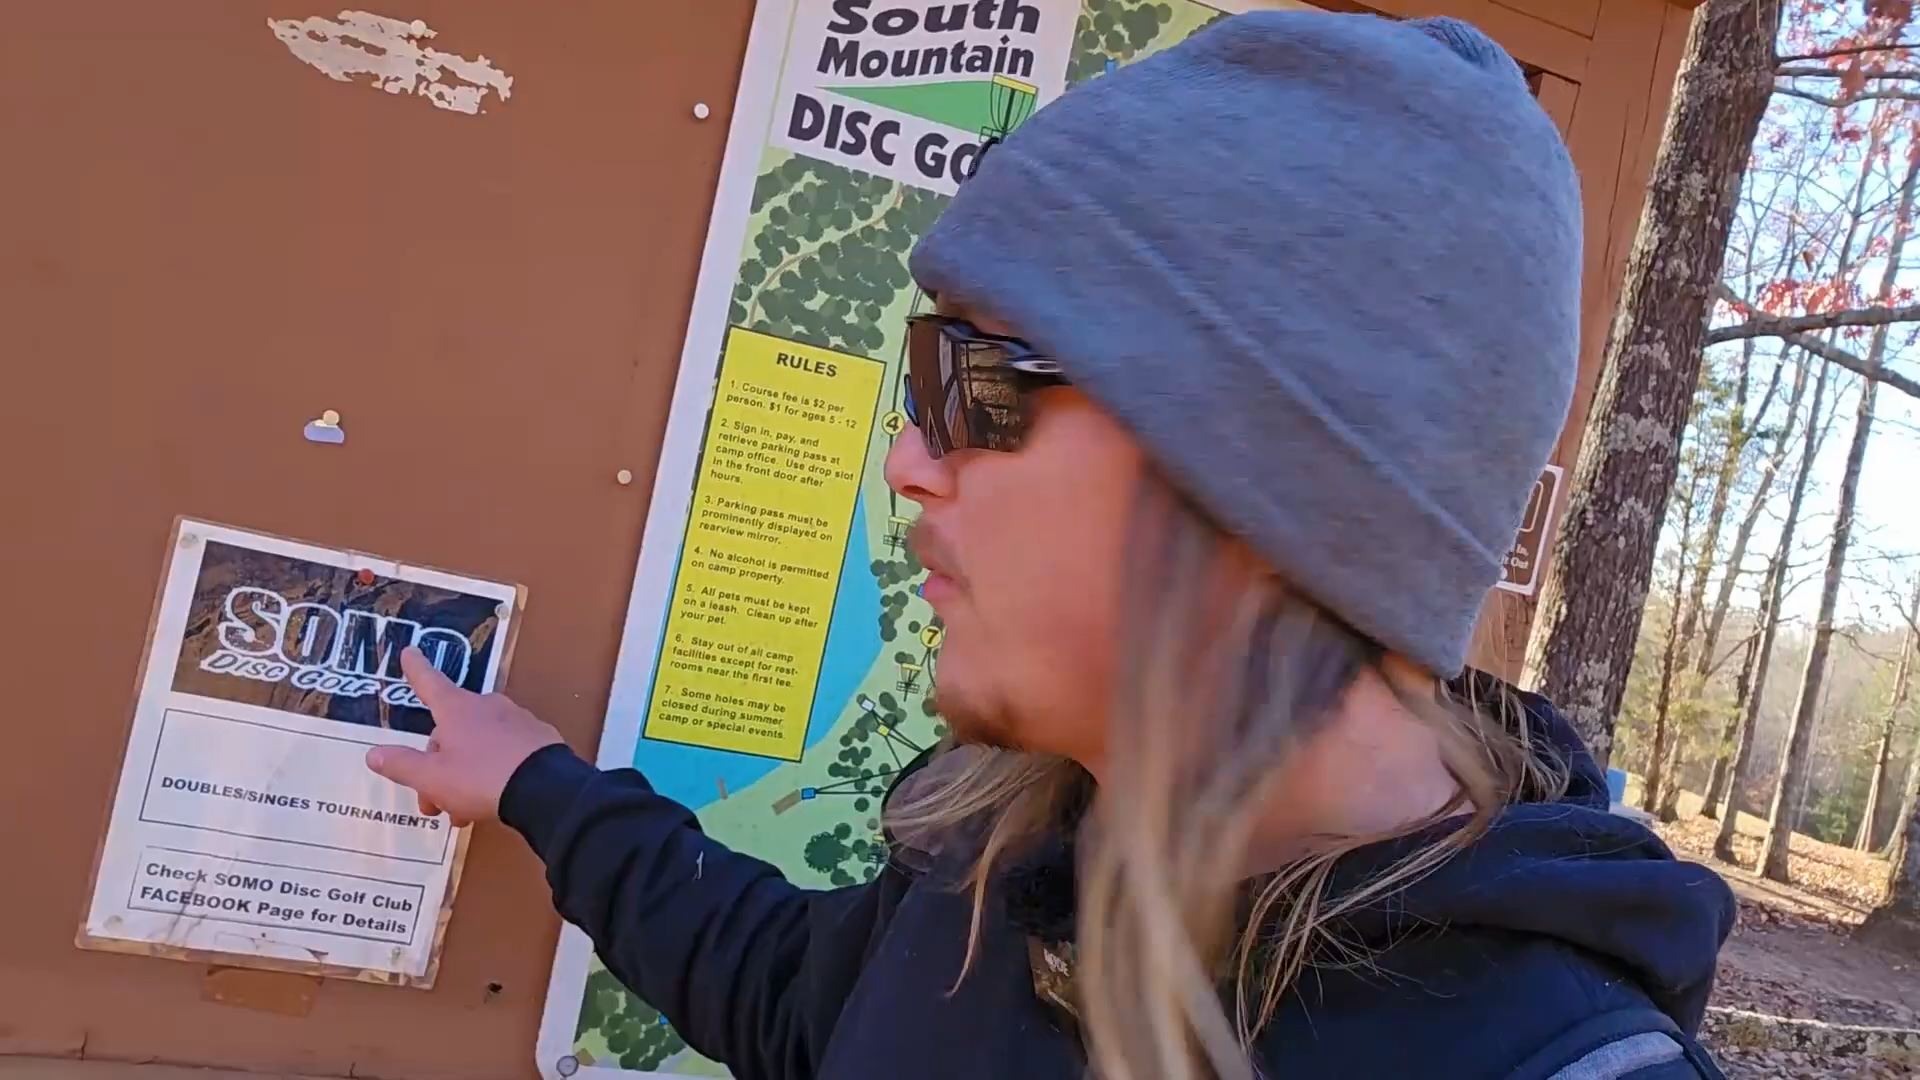 South
Mountain
DISC
RULES
1. Course fee is $2 per
person. $1 for ages 5 - 12
2. Sign in, pay, and
retrieve parking pass at
camp office. Use drop slot
in the front door after
hours.
3. Parking pass must be
prominently displayed on
rearview mirror.
4. No alcohol is permitted
on camp property.
5. All pets must be kept
on a leash. Clean up after
your pet.
6. Stay out of all camp
facilities except for rest-
rooms near the first tee.
7. Some holes may be
closed during summer
camp or special events.
4
7
SOMO
DISC GOLF
DOUBLES/SINGES TOURNAMENTS
Check SOMO Disc Golf Club
FACEBOOK Page for Details
Out